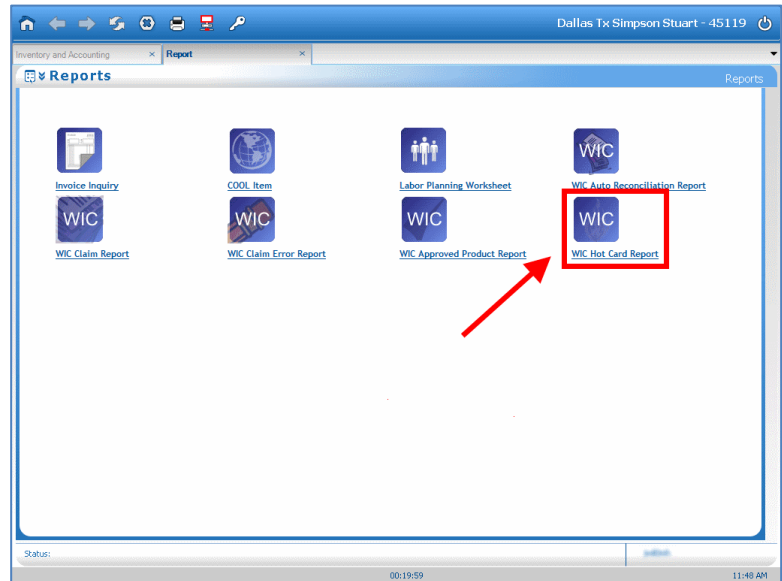 Dallas Tx Simpson Stuart - 45119
Inventory and Accounting × Report ×
Reports Reports
WIC
Invoice Inquiry COOL Item Labor Planning Worksheet WIC Auto Reconciliation Report
WIC WIC WIC WIC
WIC Claim Report WIC Claim Error Report WIC Approved Product Report WIC Hot Card Report
Status:
00:19:59 11:48 AM